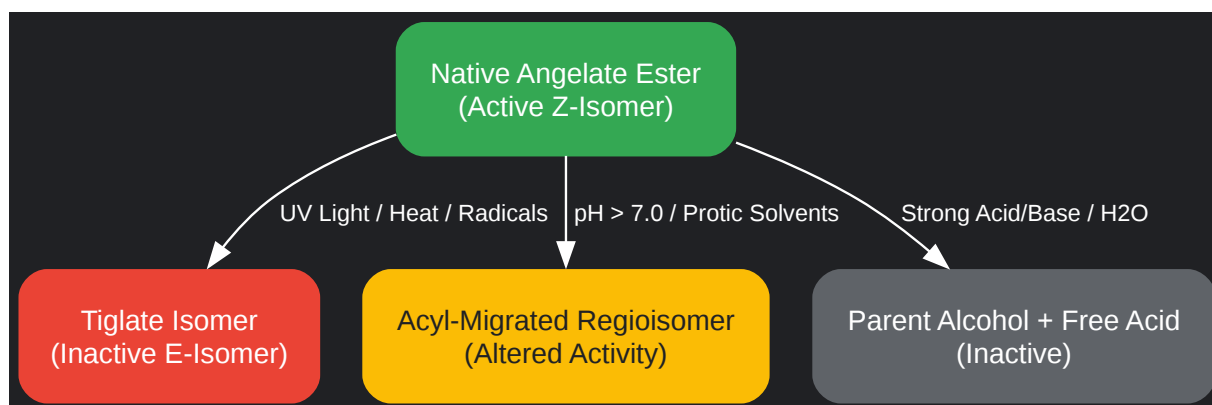 Native Angelate Ester
(Active Z-Isomer)
UV Light / Heat / Radicals
pH > 7.0 / Protic Solvents
Strong Acid/Base / H2O
Tiglate Isomer
(Inactive E-Isomer)
Acyl-Migrated Regioisomer
(Altered Activity)
Parent Alcohol + Free Acid
(Inactive)